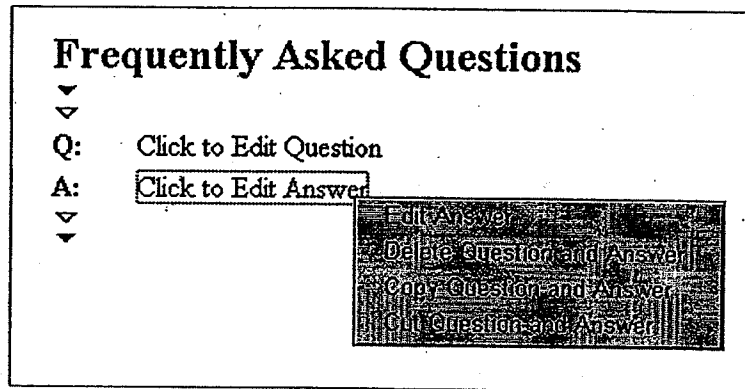 Frequently Asked Questions
Q: Click to Edit Question
A: Click to Edit Answer
Edit Answer
Delete Question and Answer
Copy Question and Answer
Cut Question and Answer